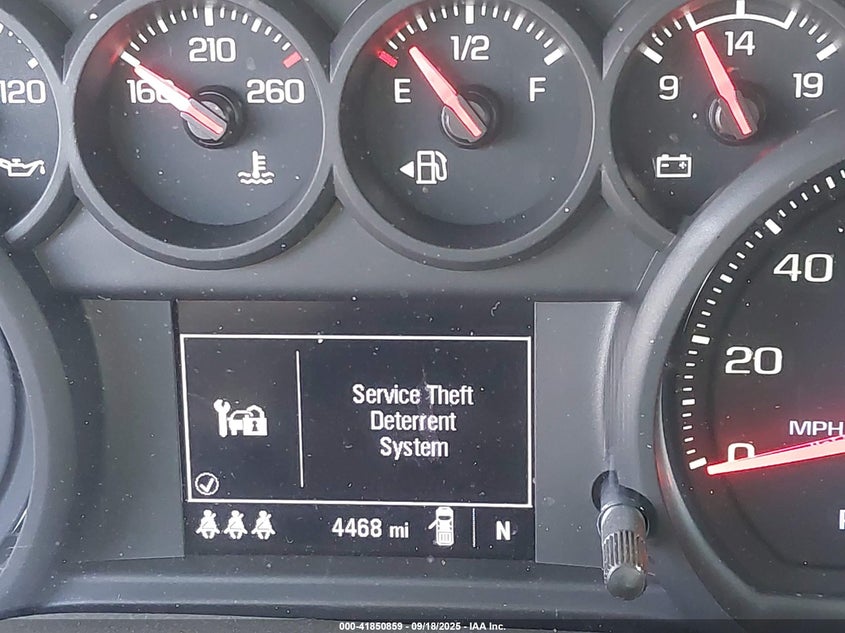 120
210
160
260
1/2
E
F
14
9
19
40
20
0
MPH
Service Theft
Deterrent
System
4468 mi
N
000-41850859 - 09/18/2025 - IAA Inc.